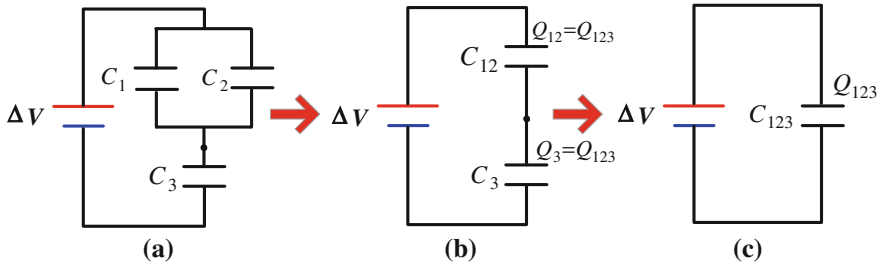 C₁
C₂
ΔV
C₃
(a)
Q₁₂=Q₁₂₃
C₁₂
ΔV
Q₃=Q₁₂₃
C₃
(b)
Q₁₂₃
ΔV
C₁₂₃
(c)